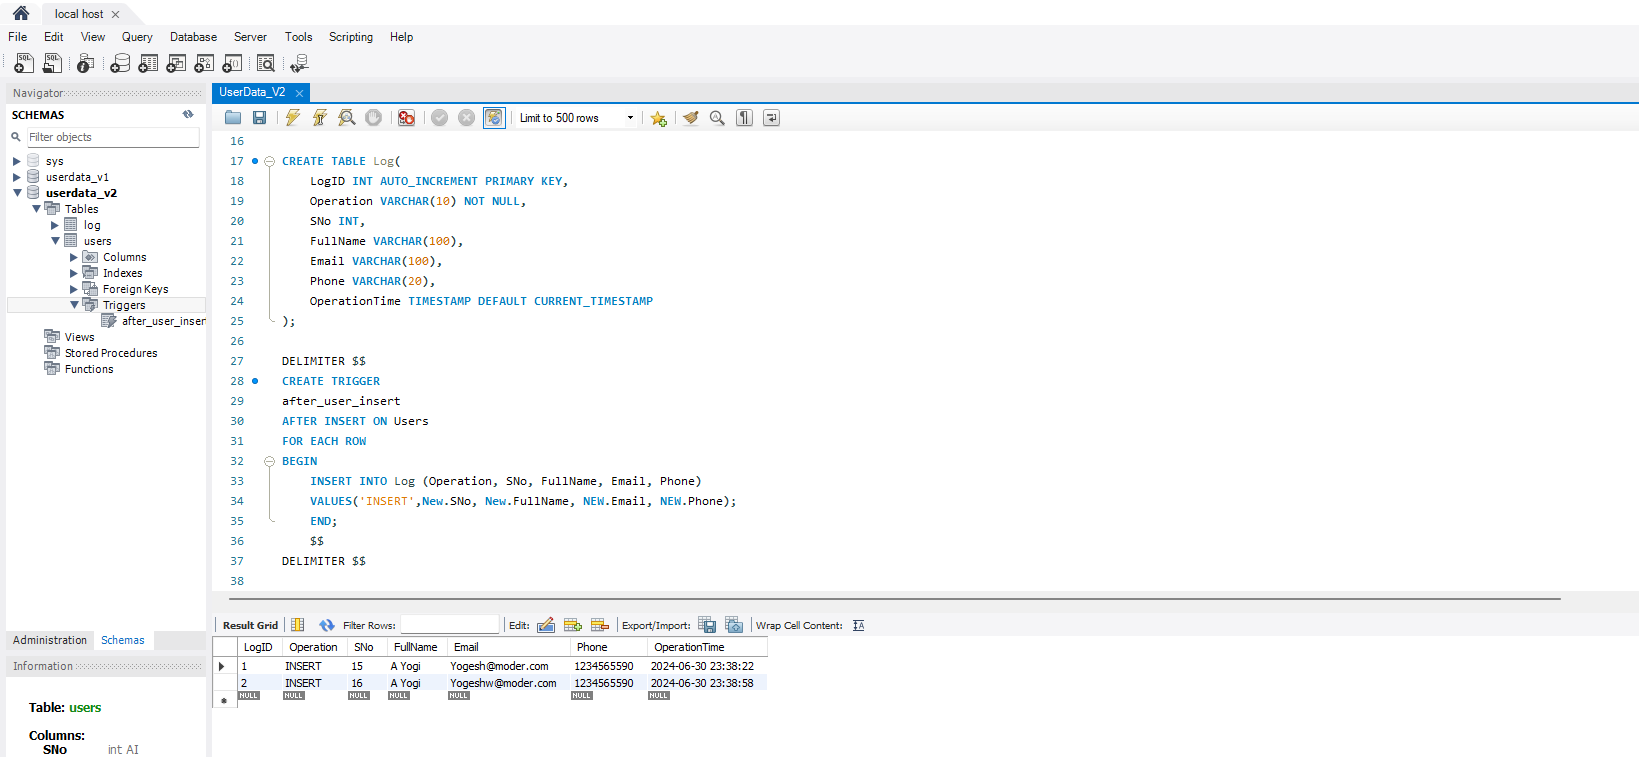 local host
File Edit View Query Database Server Tools Scripting Help
Navigator
SCHEMAS
Filter objects
sys
userdata_v1
userdata_v2
Tables
log
users
Columns
Indexes
Foreign Keys
Triggers
after_user_inser
Views
Stored Procedures
Functions
Administration Schemas
Information
Table: users
Columns:
SNo int AI
UserData_V2
Limit to 500 rows
16
17 CREATE TABLE Log(
18 LogID INT AUTO_INCREMENT PRIMARY KEY,
19 Operation VARCHAR(10) NOT NULL,
20 SNo INT,
21 FullName VARCHAR(100),
22 Email VARCHAR(100),
23 Phone VARCHAR(20),
24 OperationTime TIMESTAMP DEFAULT CURRENT_TIMESTAMP
25 );
26
27 DELIMITER $$
28 CREATE TRIGGER
29 after_user_insert
30 AFTER INSERT ON Users
31 FOR EACH ROW
32 BEGIN
33 INSERT INTO Log (Operation, SNo, FullName, Email, Phone)
34 VALUES('INSERT',New.SNo, New.FullName, NEW.Email, NEW.Phone);
35 END;
36 $$
37 DELIMITER $$
38
Result Grid Filter Rows: Edit: Export/Import: Wrap Cell Content:
LogID Operation SNo FullName Email Phone OperationTime
1 INSERT 15 A Yogi Yogesh@moder.com 1234565590 2024-06-30 23:38:22
2 INSERT 16 A Yogi Yogeshw@moder.com 1234565590 2024-06-30 23:38:58
NULL NULL NULL NULL NULL NULL NULL